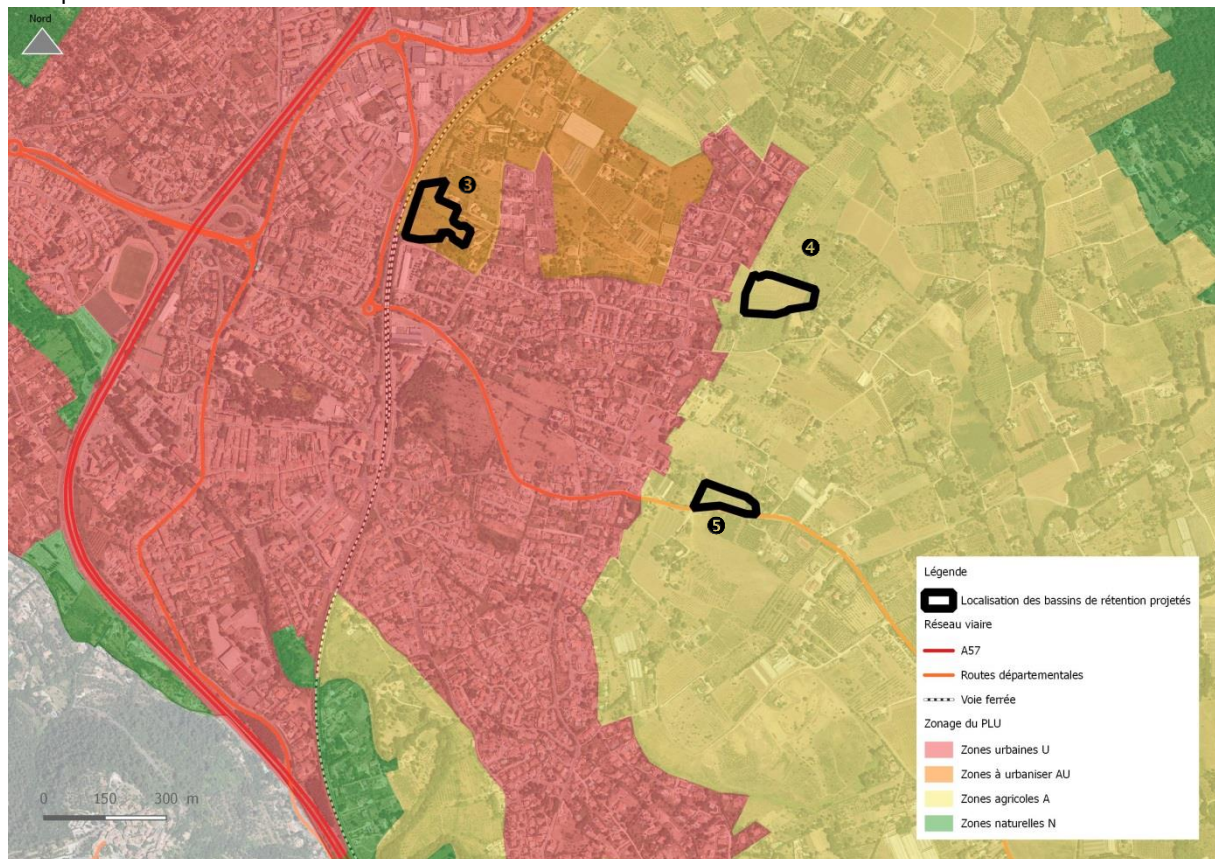 Nord
❸
❹
❺
Légende
Localisation des bassins de rétention projetés
Réseau viaire
A57
Routes départementales
Voie ferrée
Zonage du PLU
Zones urbaines U
Zones à urbaniser AU
Zones agricoles A
Zones naturelles N
0 150 300 m